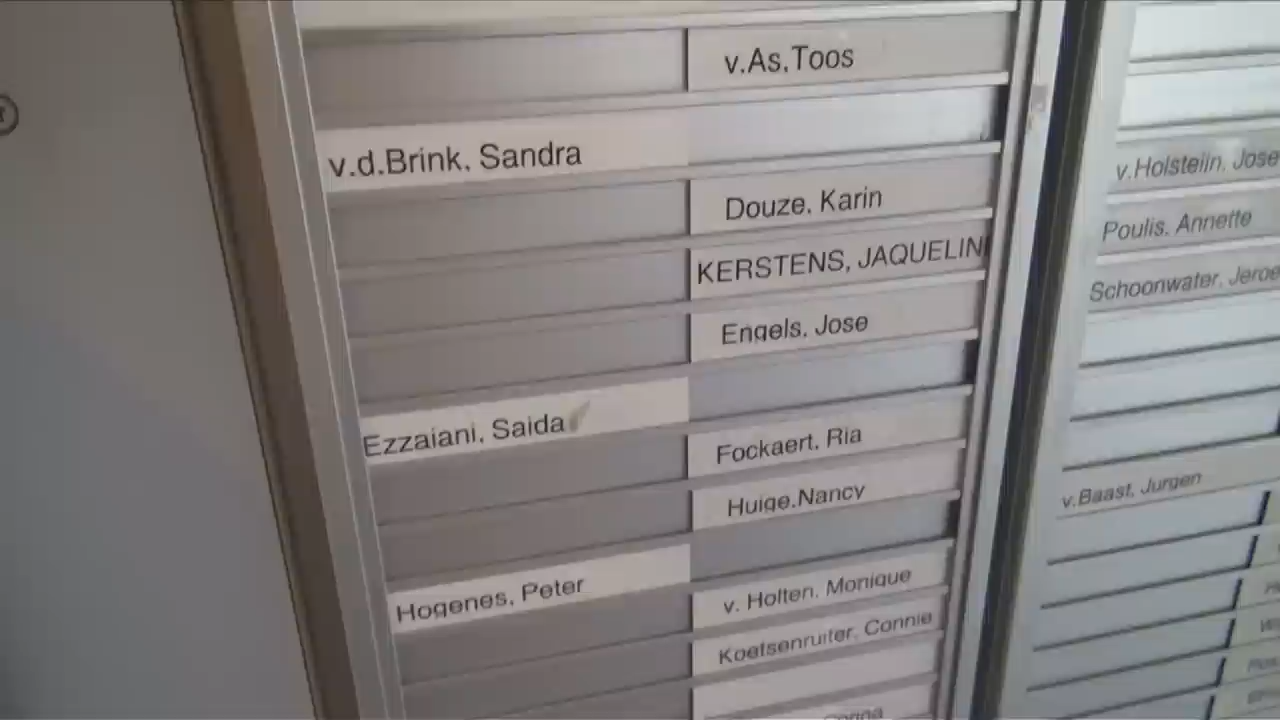 v.As,Toos
v.d.Brink, Sandra
Douze, Karin
KERSTENS, JAQUELIN
Engels, Jose
Ezzaiani, Saida
Fockaert, Ria
Huige,Nancy
Hogenes, Peter
v. Holten, Monique
Koetsenruiter, Connie
v.Holsteijn, Jose
Poulis, Annette
Schoonwater, Jeroe
v.Baast, Jurgen